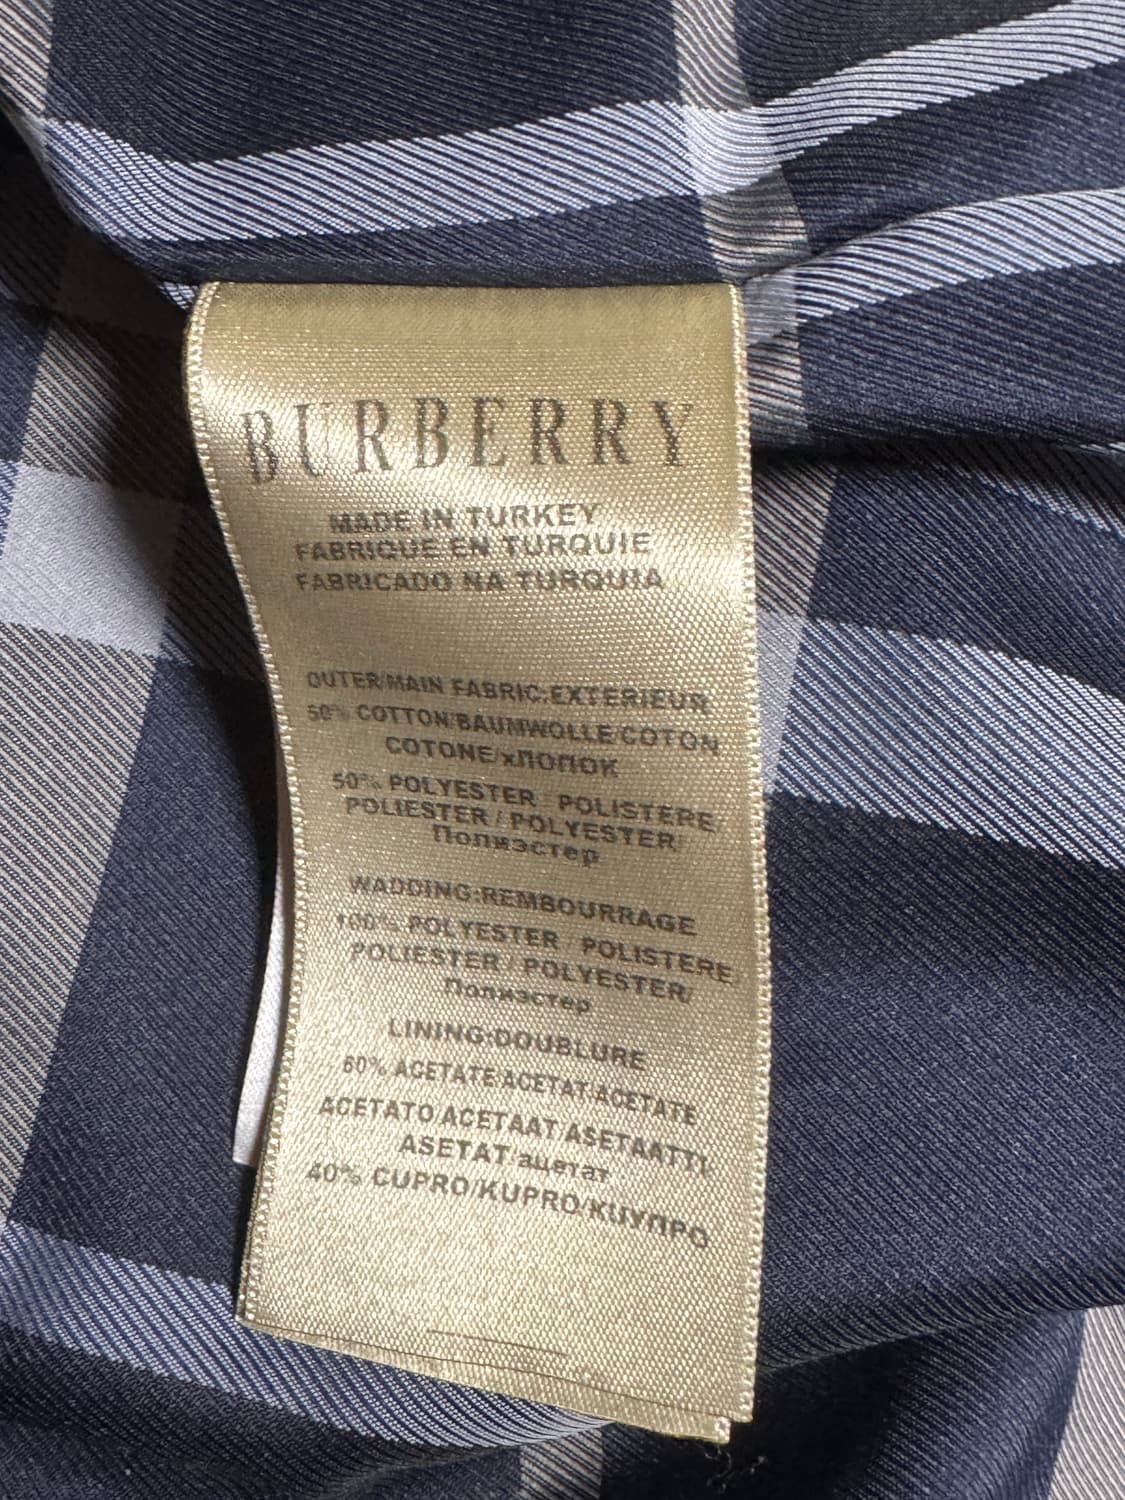 BURBERRY
MADE IN TURKEY
FABRIQUE EN TURQUIE
FABRICADO NA TURQUIA
OUTER/MAIN FABRIC:EXTERIEUR
50% COTTON/BAUMWOLLE/COTON
COTONE/хлопок
50% POLYESTER POLISTERE/
POLIESTER / POLYESTER/
Полиэстер
WADDING:REMBOURRAGE
100% POLYESTER / POLISTERE/
POLIESTER / POLYESTER/
Полиэстер
LINING:DOUBLURE
60% ACETATE/ACETAT/ACETATE
ACETATO/ACETAAT/ASETAATTI
ASETAT/ацетат
40% CUPRO/KUPRO/KUУПРО